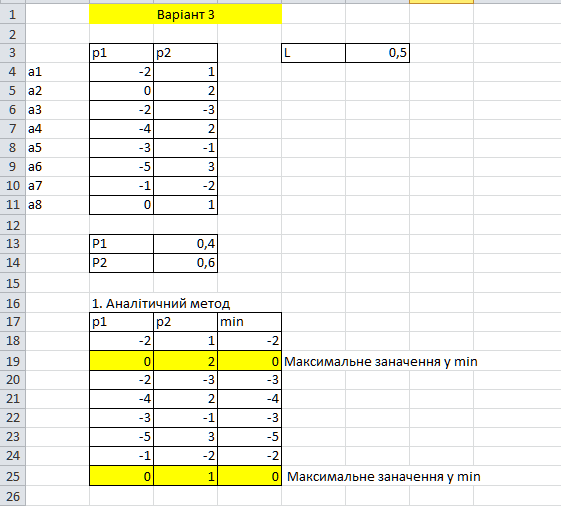 1 Варіант 3
2
3 p1 p2 L 0,5
4 a1 -2 1
5 a2 0 2
6 a3 -2 -3
7 a4 -4 2
8 a5 -3 -1
9 a6 -5 3
10 a7 -1 -2
11 a8 0 1
12
13 P1 0,4
14 P2 0,6
15
16 1. Аналітичний метод
17 p1 p2 min
18 -2 1 -2
19 0 2 0 Максимальне заначення у min
20 -2 -3 -3
21 -4 2 -4
22 -3 -1 -3
23 -5 3 -5
24 -1 -2 -2
25 0 1 0 Максимальне заначення у min
26